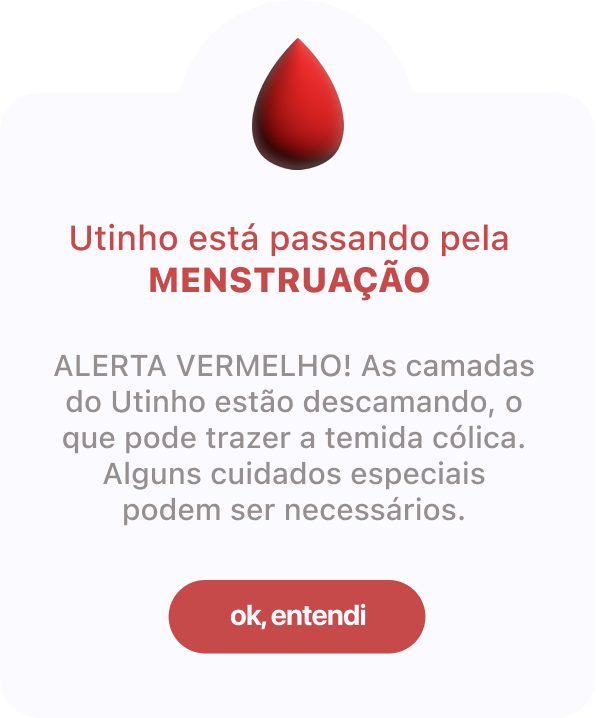 Utinho está passando pela
MENSTRUAÇÃO
ALERTA VERMELHO! As camadas
do Utinho estão descamando, o
que pode trazer a temida cólica.
Alguns cuidados especiais
podem ser necessários.
ok, entendi